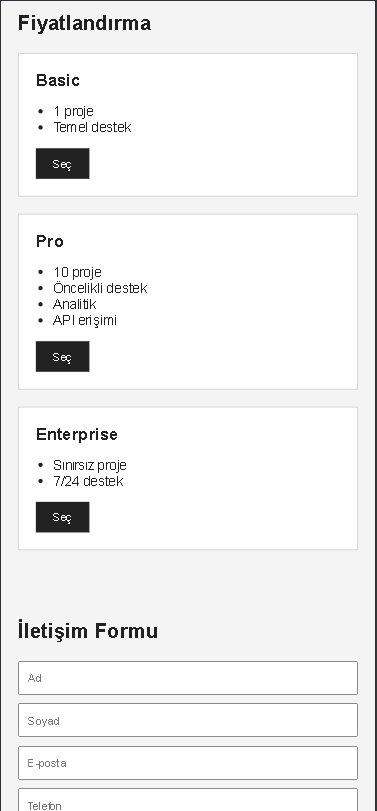 Fiyatlandırma
Basic
1 proje
Temel destek
Seç
Pro
10 proje
Öncelikli destek
Analitik
API erişimi
Seç
Enterprise
Sınırsız proje
7/24 destek
Seç
İletişim Formu
Ad
Soyad
E-posta
Telefon